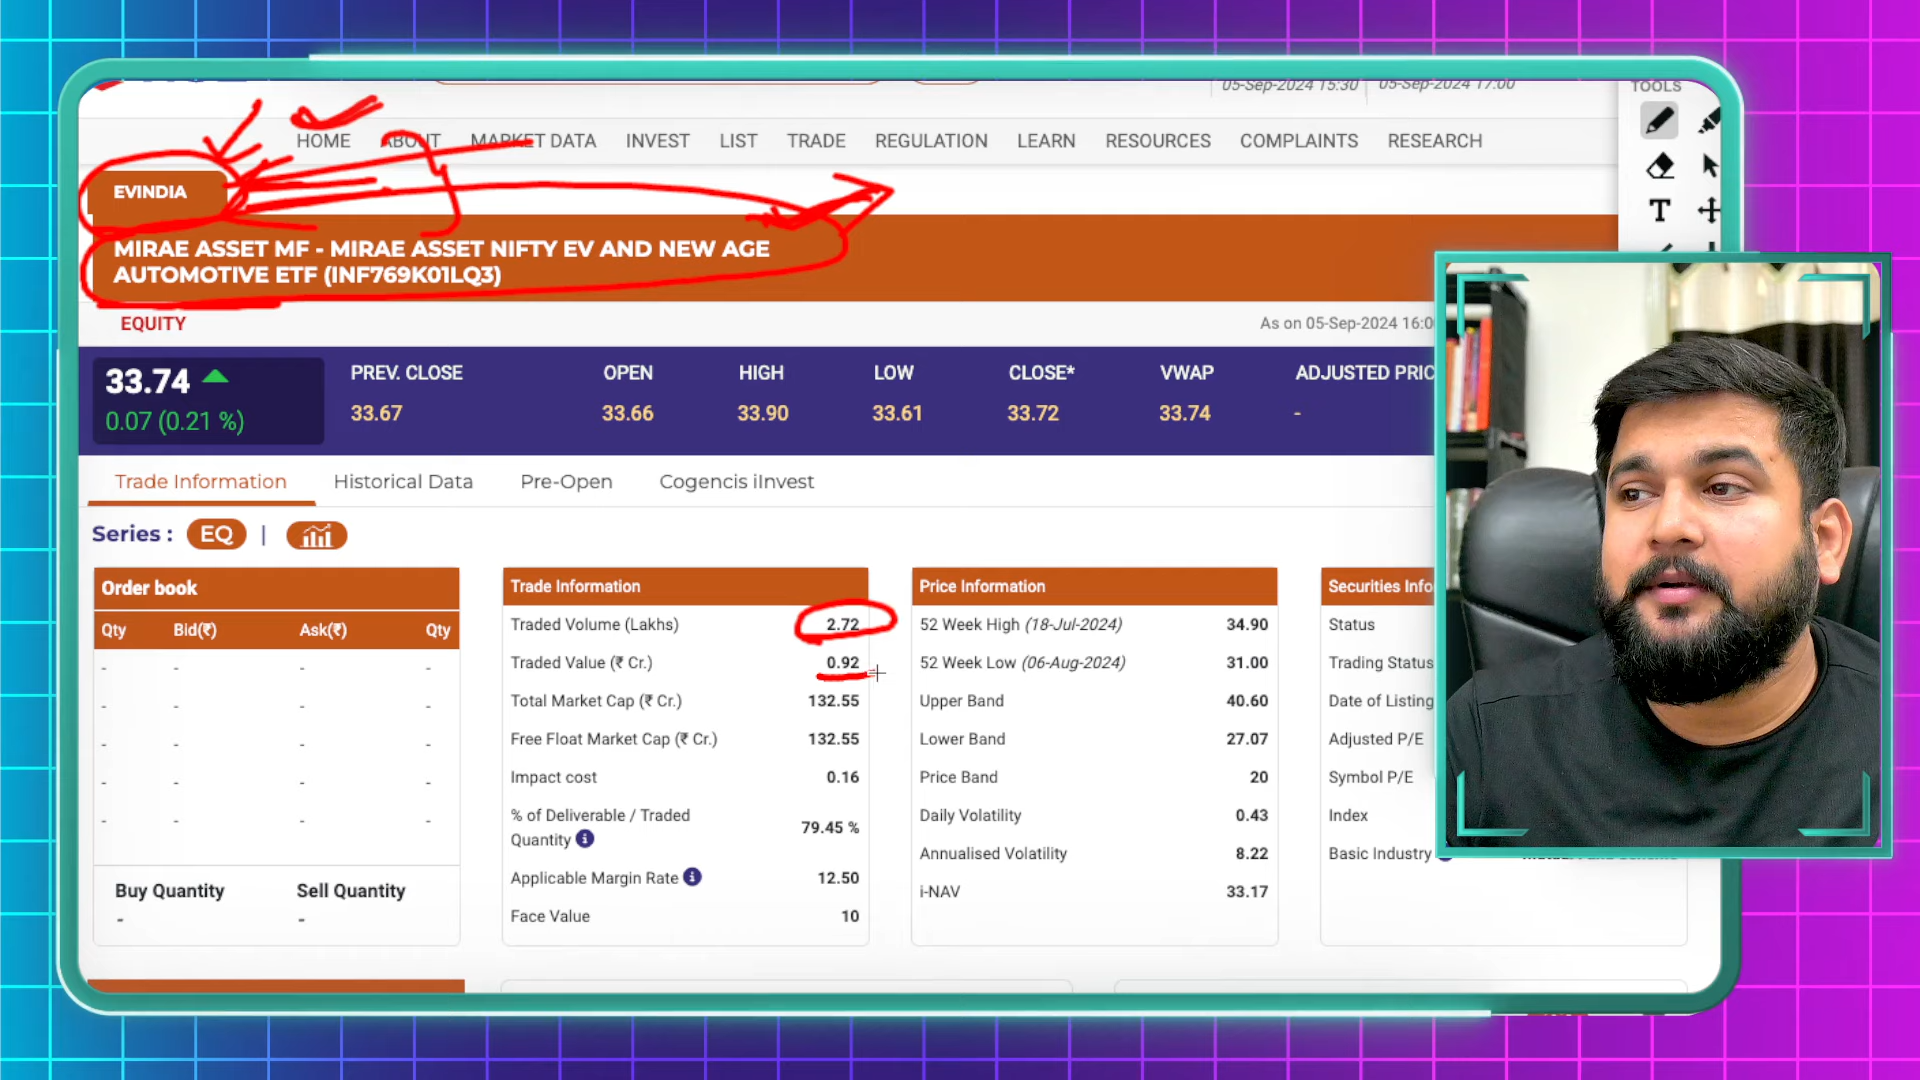 05-Sep-2024 15:30
05-Sep-2024 17:00
TOOLS
HOME ABOUT MARKET DATA INVEST LIST TRADE REGULATION LEARN RESOURCES COMPLAINTS RESEARCH
T
EVINDIA
MIRAE ASSET MF - MIRAE ASSET NIFTY EV AND NEW AGE
AUTOMOTIVE ETF (INF769K01LQ3)
EQUITY
As on 05-Sep-2024 16:0
33.74
0.07 (0.21 %)
PREV. CLOSE OPEN HIGH LOW CLOSE* VWAP ADJUSTED PRIC
33.67 33.66 33.90 33.61 33.72 33.74 -
Trade Information Historical Data Pre-Open Cogencis iInvest
Series : EQ |
Order book
Qty Bid(₹) Ask(₹) Qty
- - - -
- - - -
- - - -
- - - -
- - - -
Buy Quantity Sell Quantity
- -
Trade Information
Traded Volume (Lakhs) 2.72
Traded Value (₹ Cr.) 0.92
Total Market Cap (₹ Cr.) 132.55
Free Float Market Cap (₹ Cr.) 132.55
Impact cost 0.16
% of Deliverable / Traded
Quantity 79.45 %
Applicable Margin Rate 12.50
Face Value 10
Price Information
52 Week High (18-Jul-2024) 34.90
52 Week Low (06-Aug-2024) 31.00
Upper Band 40.60
Lower Band 27.07
Price Band 20
Daily Volatility 0.43
Annualised Volatility 8.22
i-NAV 33.17
Securities Info
Status
Trading Status
Date of Listing
Adjusted P/E
Symbol P/E
Index
Basic Industry